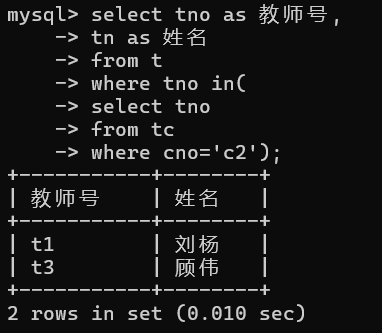 mysql> select tno as 教师号,
    -> tn as 姓名
    -> from t
    -> where tno in(
    -> select tno
    -> from tc
    -> where cno='c2');
+-----------+--------+
| 教师号    | 姓名   |
+-----------+--------+
| t1        | 刘杨   |
| t3        | 顾伟   |
+-----------+--------+
2 rows in set (0.010 sec)